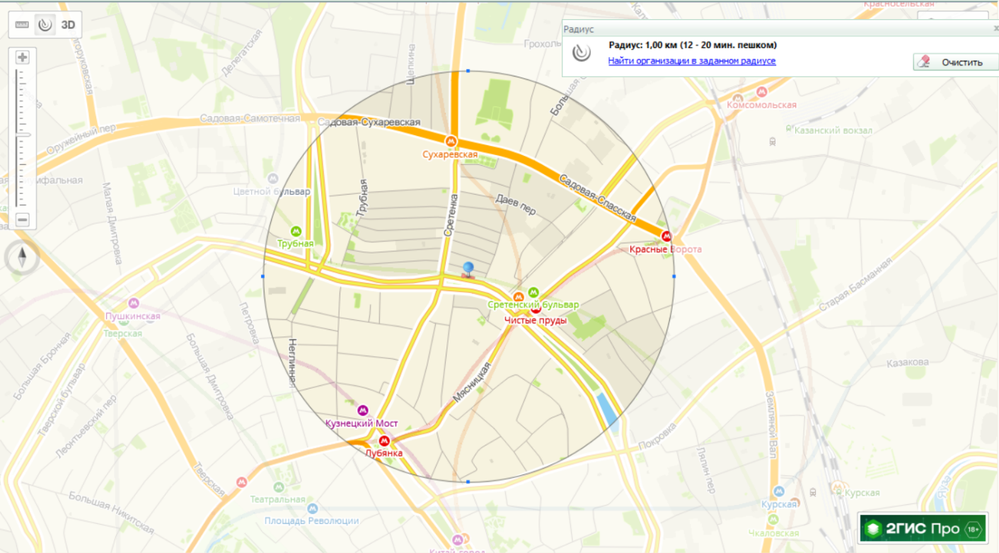 Красносельская
3D
Радиус
Радиус: 1,00 км (12 - 20 мин. пешком)
Найти организации в заданном радиусе
Очистить
Грохоль
Щепкина
Делегатская
Большая С
Комсомольская
Казанский вокзал
Садовая-Самотечная
Садовая-Сухаревская
Оружейный пер
Сухаревская
Цветной бульвар
Малая Дмитровка
Трубная
Сретенка
Даев пер
Садовая-Спасская
Трубная
Красные Ворота
Старая Басманная
Сретенский бульвар
Чистые пруды
Пушкинская
Тверская
Петровка
Большая Бронная
Большая Дмитровка
Неглинная
Мясницкая
Казакова
Тверской бульвар
Леонтьевский пер
Кузнецкий Мост
Лубянка
Покровка
Земляной Вал
Лялин пер
Тверская
Театральная
Большая Никитская
Площадь Революции
Курская
Курская
Яуза
Чкаловская
Китай-город
2ГИС Про 18+